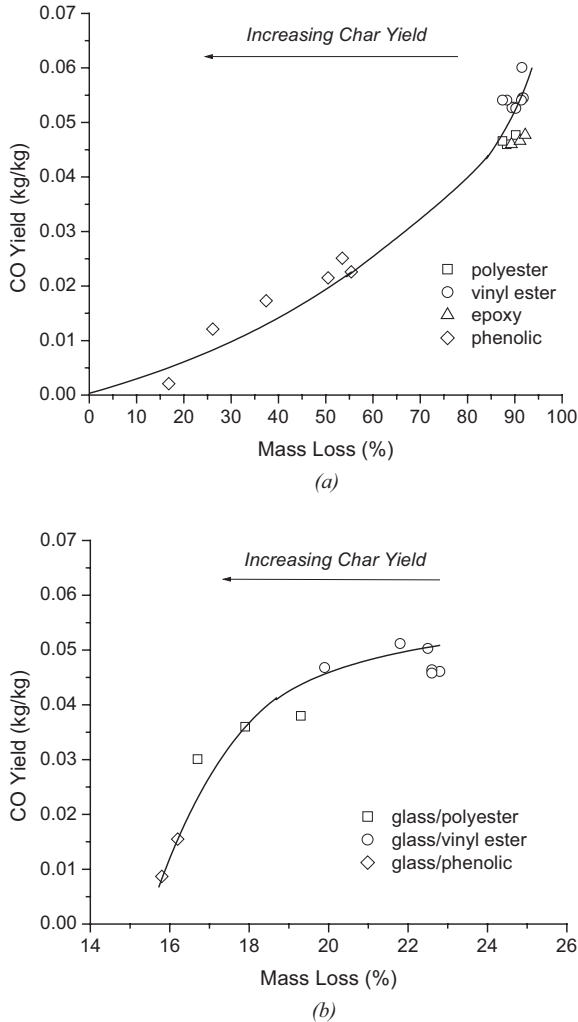 0.07
Increasing Char Yield
0.06
0.05
0.04
0.03
0.02
0.01
0.00
CO Yield (kg/kg)
polyester
vinyl ester
epoxy
phenolic
0 10 20 30 40 50 60 70 80 90 100
Mass Loss (%)
(a)
0.07
Increasing Char Yield
0.06
0.05
0.04
0.03
0.02
0.01
0.00
CO Yield (kg/kg)
glass/polyester
glass/vinyl ester
glass/phenolic
14 16 18 20 22 24 26
Mass Loss (%)
(b)